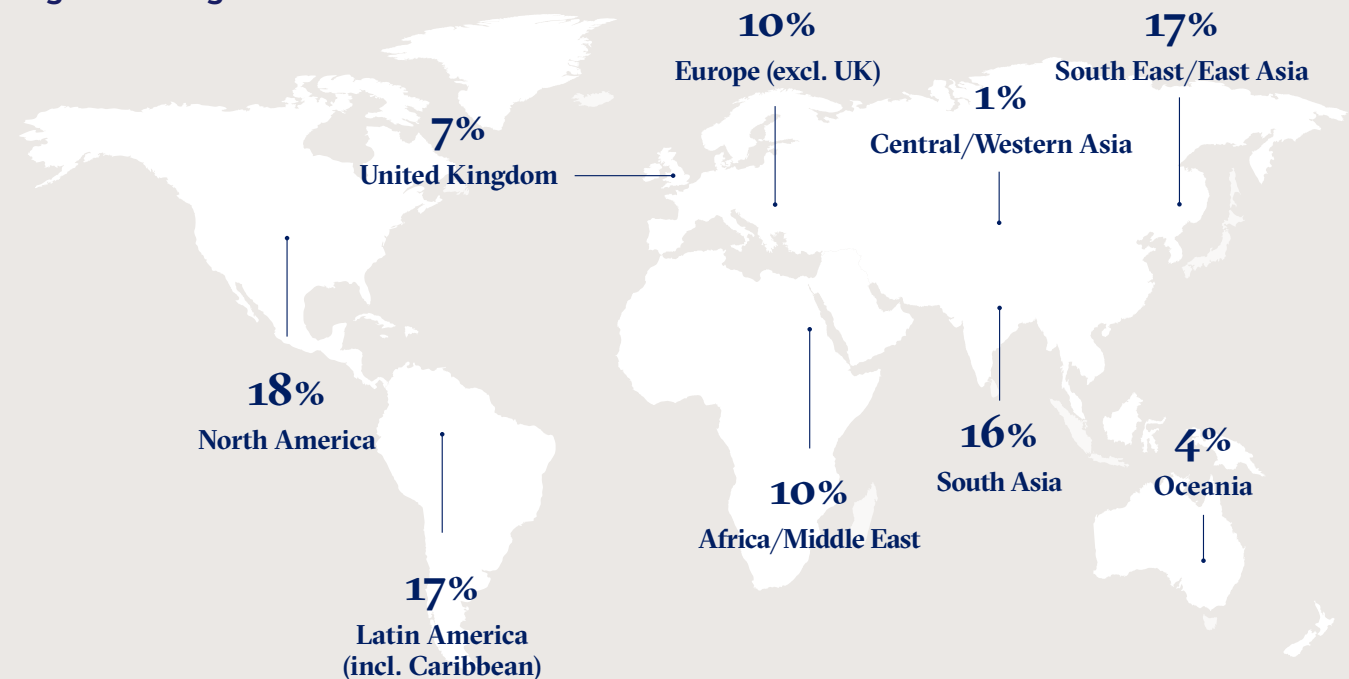 10%
Europe (excl. UK)
17%
South East/East Asia
1%
Central/Western Asia
7%
United Kingdom
18%
North America
16%
South Asia
4%
Oceania
10%
Africa/Middle East
17%
Latin America
(incl. Caribbean)